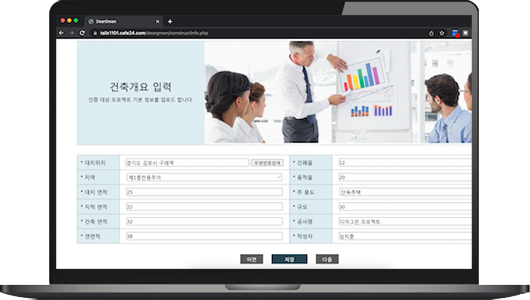 DearGreen
tails1101.cafe24.com/deargreen/constructinfo.php
건축개요 입력
인증 대상 프로젝트 기본 정보를 업로드 합니다.
* 대지위치 경기도 김포시 구래역 우편번호검색 * 건폐율 12
* 지역 제1종전용주거 * 용적율 20
* 대지 면적 25 * 주 용도 단독주택
* 지적 면적 22 * 규모 30
* 건축 면적 32 * 공사명 디어그린 프로젝트
* 연면적 38 * 작성자 임지훈
이전 저장 다음